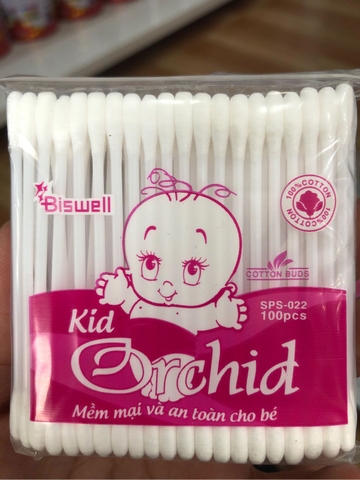 Biswell
100%COTTON
100%COTTON
COTTON BUDS
SPS-022
100pcs
Kid
Orchid
Mềm mại và an toàn cho bé